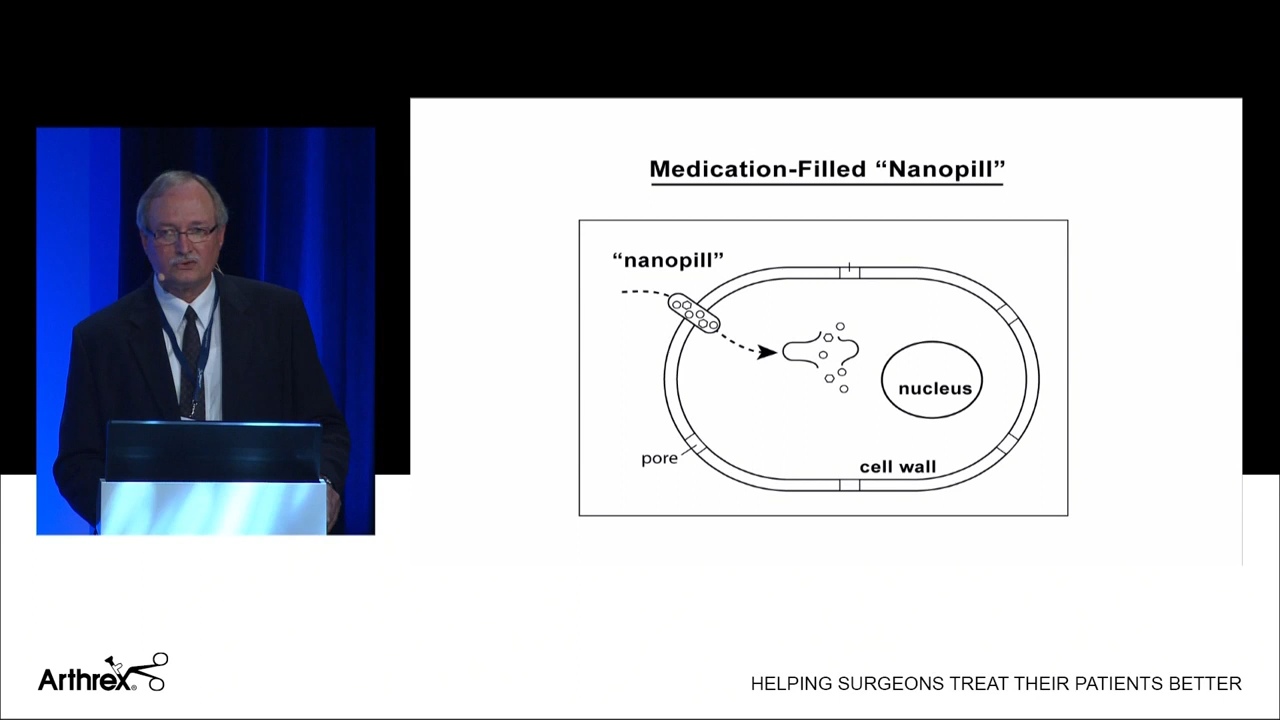 Medication-Filled “Nanopill”
“nanopill”
nucleus
pore
cell wall
Arthrex®
HELPING SURGEONS TREAT THEIR PATIENTS BETTER